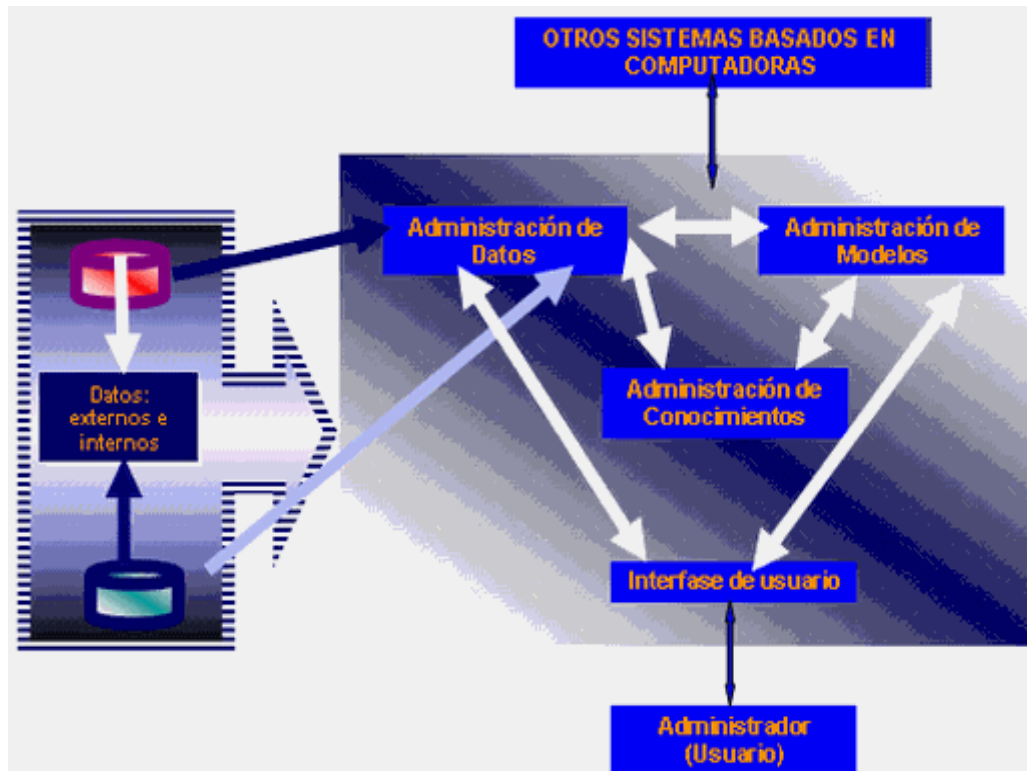 OTROS SISTEMAS BASADOS EN
COMPUTADORAS
Administración de
Datos
Administración de
Modelos
Datos:
externos e
internos
Administración de
Conocimientos
Interfase de usuario
Administrador
(Usuario)